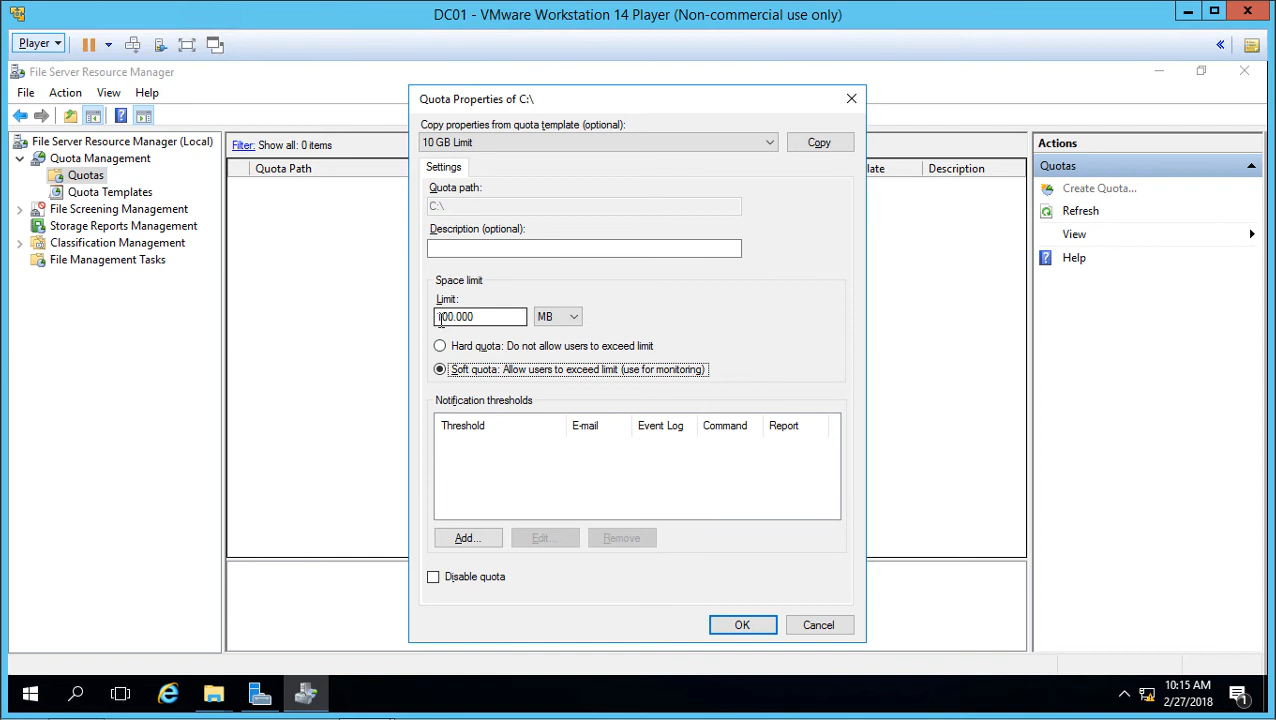 DC01 - VMware Workstation 14 Player (Non-commercial use only)
Player
File Server Resource Manager
File Action View Help
File Server Resource Manager (Local)
Quota Management
Quotas
Quota Templates
File Screening Management
Storage Reports Management
Classification Management
File Management Tasks
Filter: Show all: 0 items
Quota Path
late
Description
Quota Properties of C:\
Copy properties from quota template (optional):
10 GB Limit
Copy
Settings
Quota path:
C:\
Description (optional):
Space limit
Limit:
100.000 MB
Hard quota: Do not allow users to exceed limit
Soft quota: Allow users to exceed limit (use for monitoring)
Notification thresholds
Threshold E-mail Event Log Command Report
Add... Edit... Remove
Disable quota
OK Cancel
Actions
Quotas
Create Quota...
Refresh
View
Help
10:15 AM
2/27/2018
1